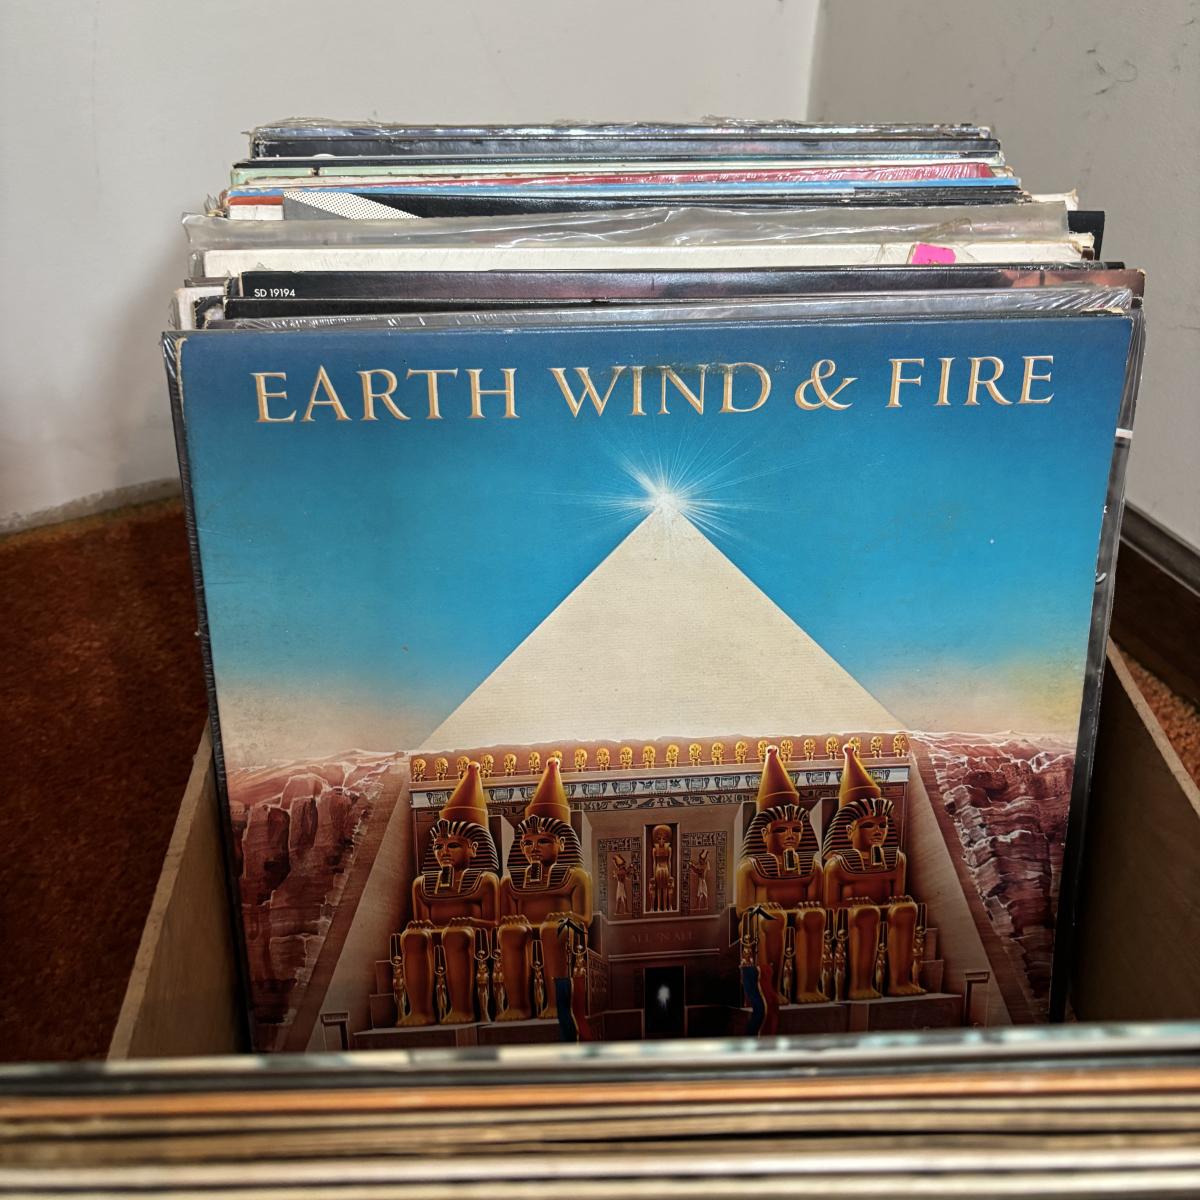 SD 19194
EARTH WIND & FIRE
ALL 'N ALL